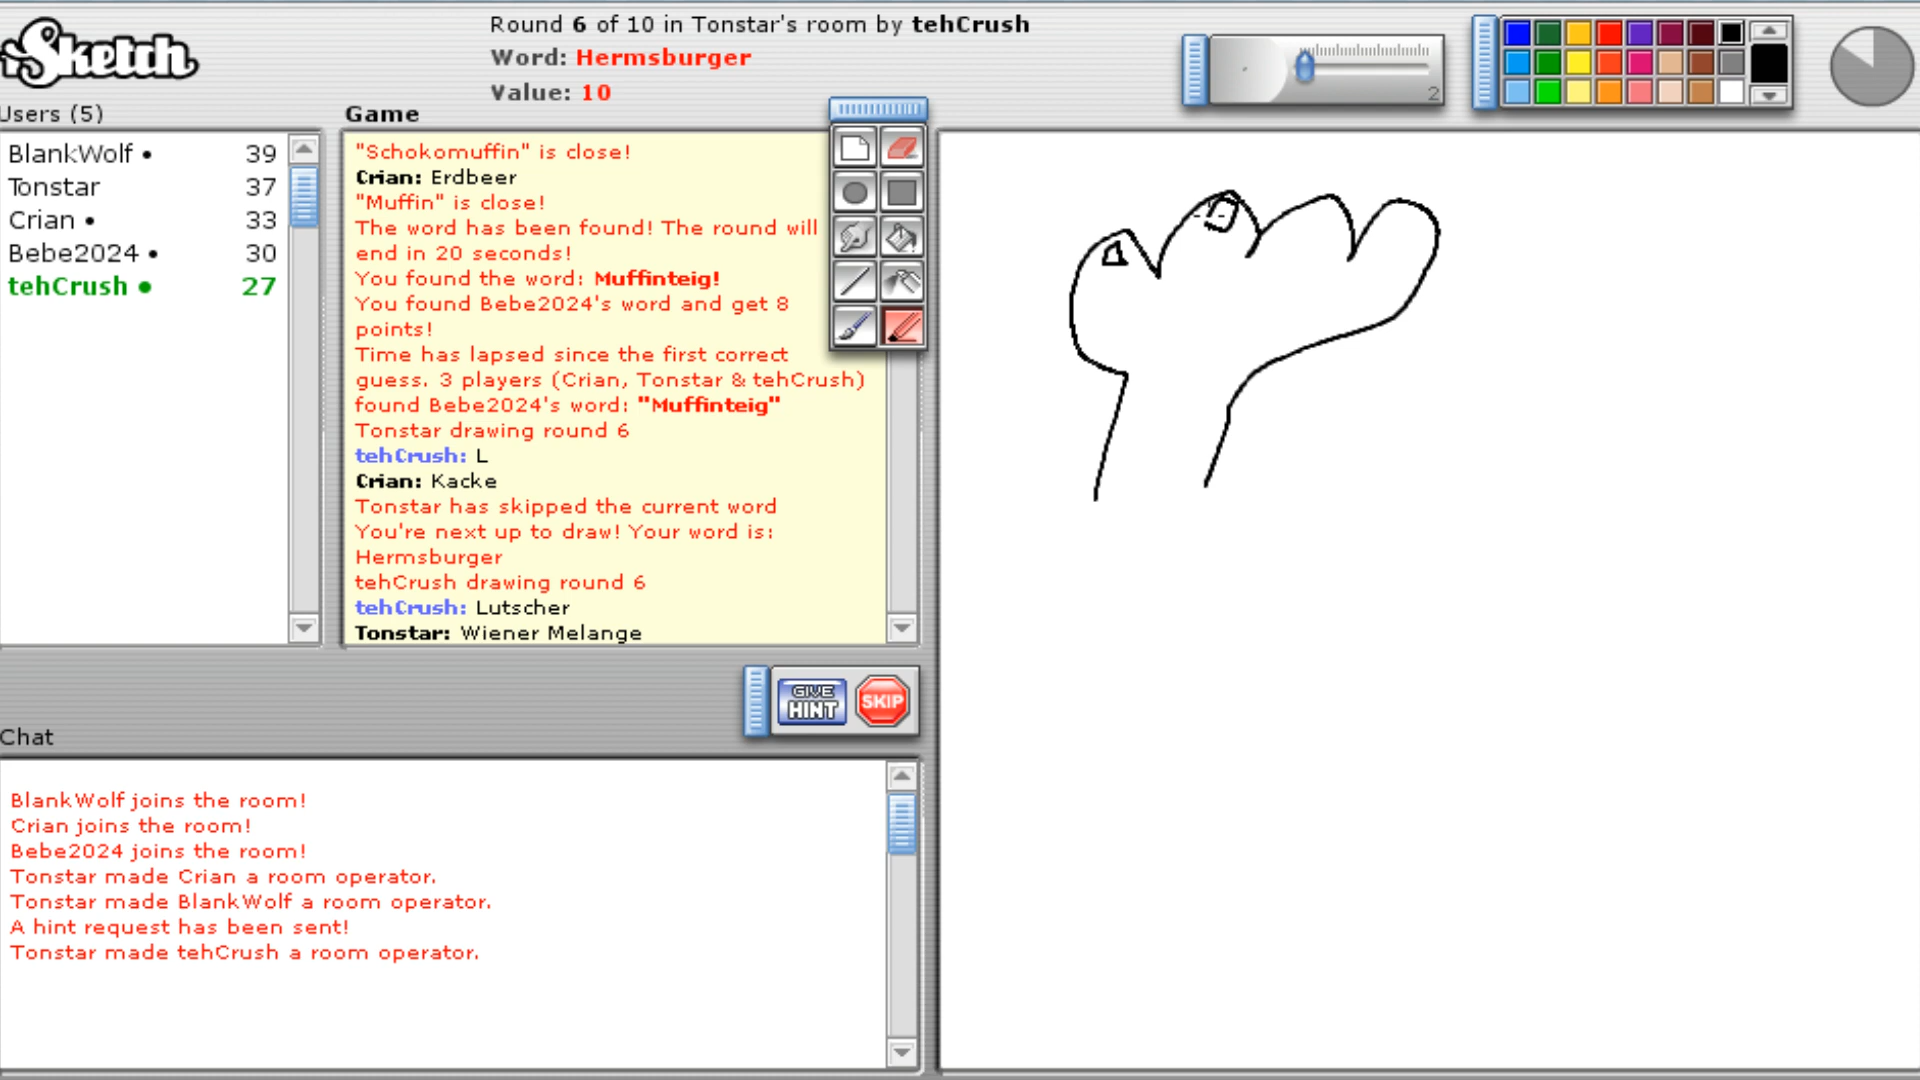 iSketch
Round 6 of 10 in Tonstar's room by tehCrush
Word: Hermsburger
Value: 10
Users (5)
BlankWolf • 39
Tonstar 37
Crian • 33
Bebe2024 • 30
tehCrush • 27
Game
"Schokomuffin" is close!
Crian: Erdbeer
"Muffin" is close!
The word has been found! The round will
end in 20 seconds!
You found the word: Muffinteig!
You found Bebe2024's word and get 8
points!
Time has lapsed since the first correct
guess. 3 players (Crian, Tonstar & tehCrush)
found Bebe2024's word: "Muffinteig"
Tonstar drawing round 6
tehCrush: L
Crian: Kacke
Tonstar has skipped the current word
You're next up to draw! Your word is:
Hermsburger
tehCrush drawing round 6
tehCrush: Lutscher
Tonstar: Wiener Melange
2
GIVE
HINT
SKIP
Chat
BlankWolf joins the room!
Crian joins the room!
Bebe2024 joins the room!
Tonstar made Crian a room operator.
Tonstar made BlankWolf a room operator.
A hint request has been sent!
Tonstar made tehCrush a room operator.